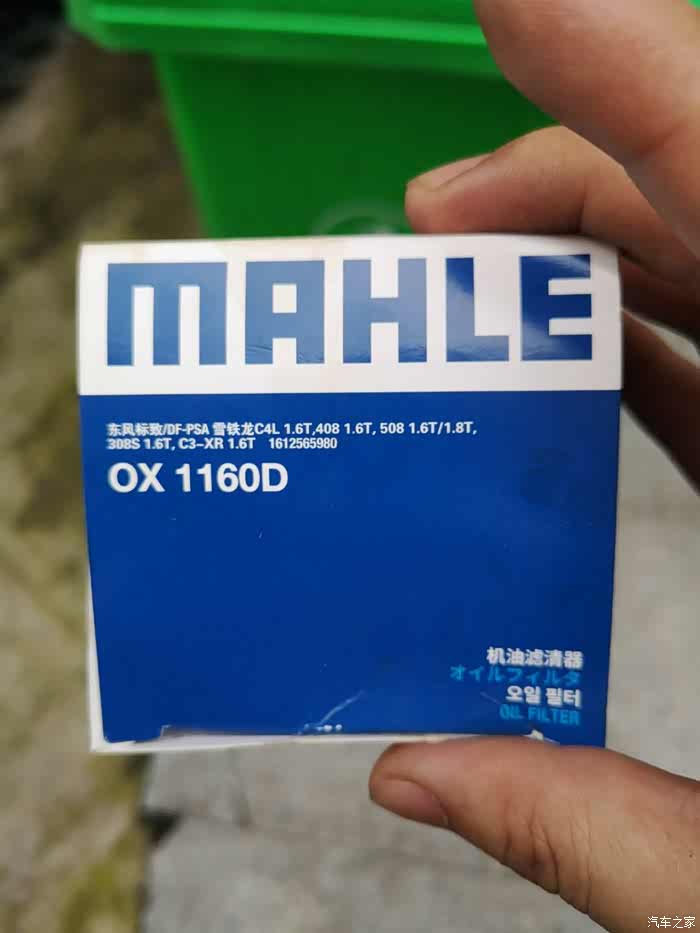 MAHLE
东风标致/DF-PSA 雪铁龙C4L 1.6T,408 1.6T, 508 1.6T/1.8T,
308S 1.6T, C3-XR 1.6T 1612565980
OX 1160D
机油滤清器
オイルフィルタ
오일 필터
OIL FILTER
汽车之家